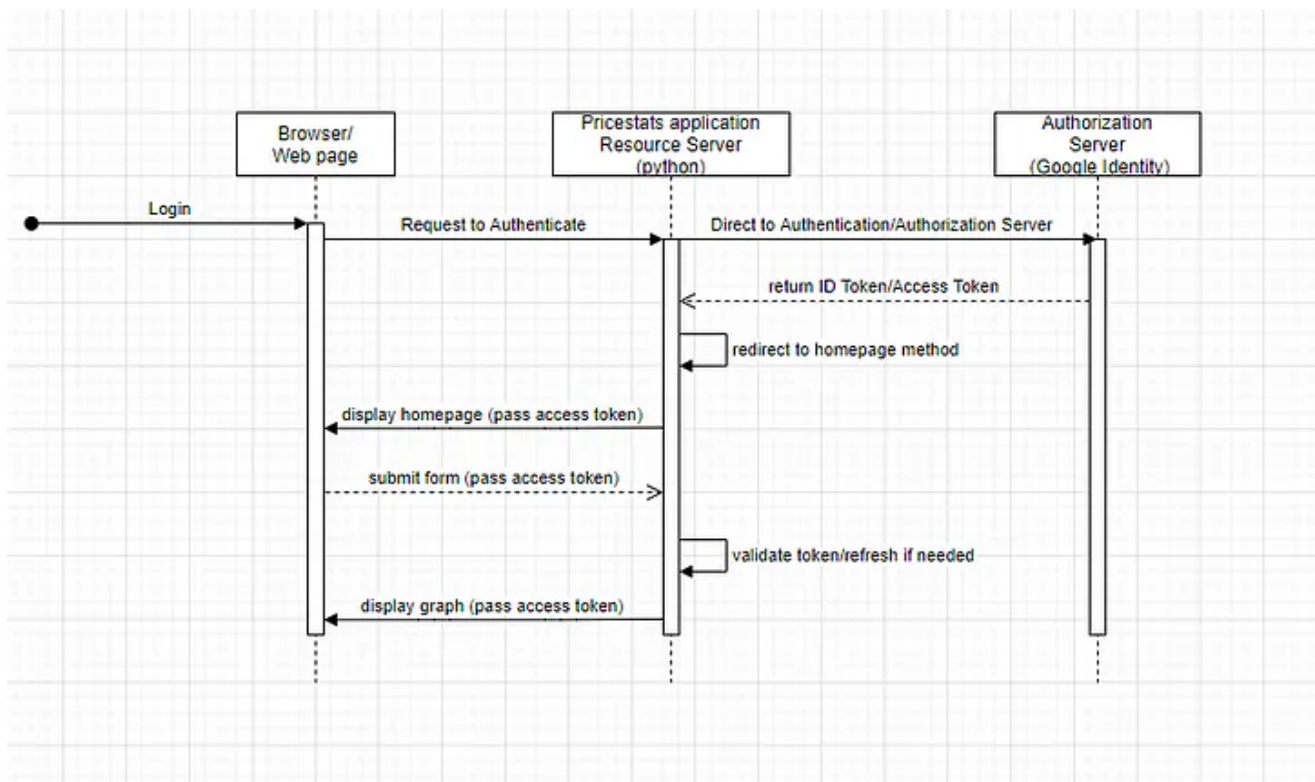 Browser/
Web page
Pricestats application
Resource Server
(python)
Authorization
Server
(Google Identity)
Login
Request to Authenticate
Direct to Authentication/Authorization Server
return ID Token/Access Token
redirect to homepage method
display homepage (pass access token)
submit form (pass access token)
validate token/refresh if needed
display graph (pass access token)